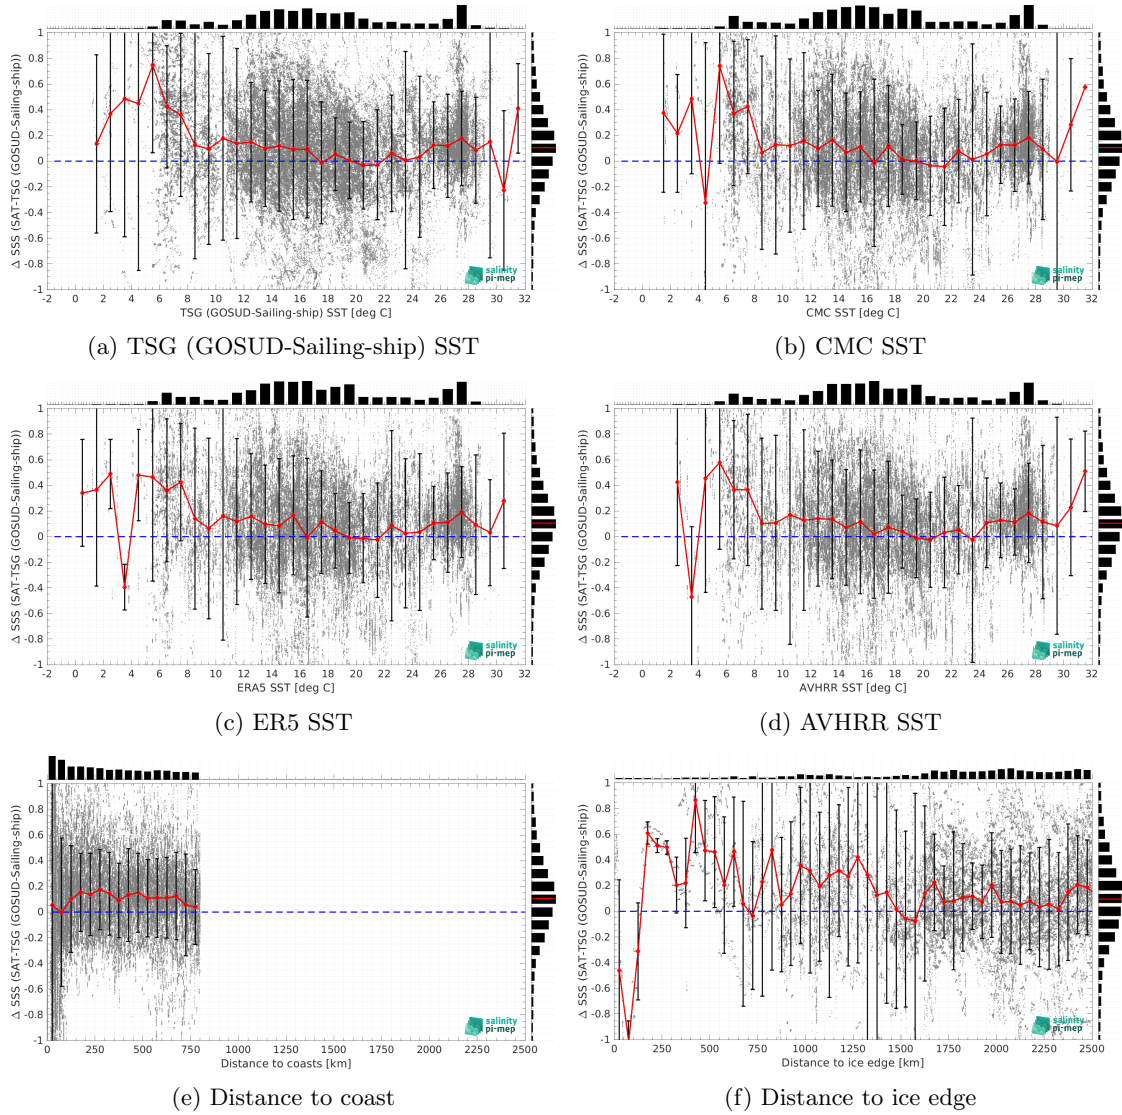 Δ SSS (SAT-TSG (GOSUD-Sailing-ship))
1
0.8
0.6
0.4
0.2
0
-0.2
-0.4
-0.6
-0.8
-1
salinity
pi-mep
-2 0 2 4 6 8 10 12 14 16 18 20 22 24 26 28 30 32
TSG (GOSUD-Sailing-ship) SST [deg C]
(a) TSG (GOSUD-Sailing-ship) SST
Δ SSS (SAT-TSG (GOSUD-Sailing-ship))
1
0.8
0.6
0.4
0.2
0
-0.2
-0.4
-0.6
-0.8
-1
salinity
pi-mep
-2 0 2 4 6 8 10 12 14 16 18 20 22 24 26 28 30 32
CMC SST [deg C]
(b) CMC SST
Δ SSS (SAT-TSG (GOSUD-Sailing-ship))
1
0.8
0.6
0.4
0.2
0
-0.2
-0.4
-0.6
-0.8
-1
salinity
pi-mep
-2 0 2 4 6 8 10 12 14 16 18 20 22 24 26 28 30 32
ERA5 SST [deg C]
(c) ER5 SST
Δ SSS (SAT-TSG (GOSUD-Sailing-ship))
1
0.8
0.6
0.4
0.2
0
-0.2
-0.4
-0.6
-0.8
-1
salinity
pi-mep
-2 0 2 4 6 8 10 12 14 16 18 20 22 24 26 28 30 32
AVHRR SST [deg C]
(d) AVHRR SST
Δ SSS (SAT-TSG (GOSUD-Sailing-ship))
1
0.8
0.6
0.4
0.2
0
-0.2
-0.4
-0.6
-0.8
-1
salinity
pi-mep
0 250 500 750 1000 1250 1500 1750 2000 2250 2500
Distance to coasts [km]
(e) Distance to coast
Δ SSS (SAT-TSG (GOSUD-Sailing-ship))
1
0.8
0.6
0.4
0.2
0
-0.2
-0.4
-0.6
-0.8
-1
salinity
pi-mep
0 250 500 750 1000 1250 1500 1750 2000 2250 2500
Distance to ice edge [km]
(f) Distance to ice edge